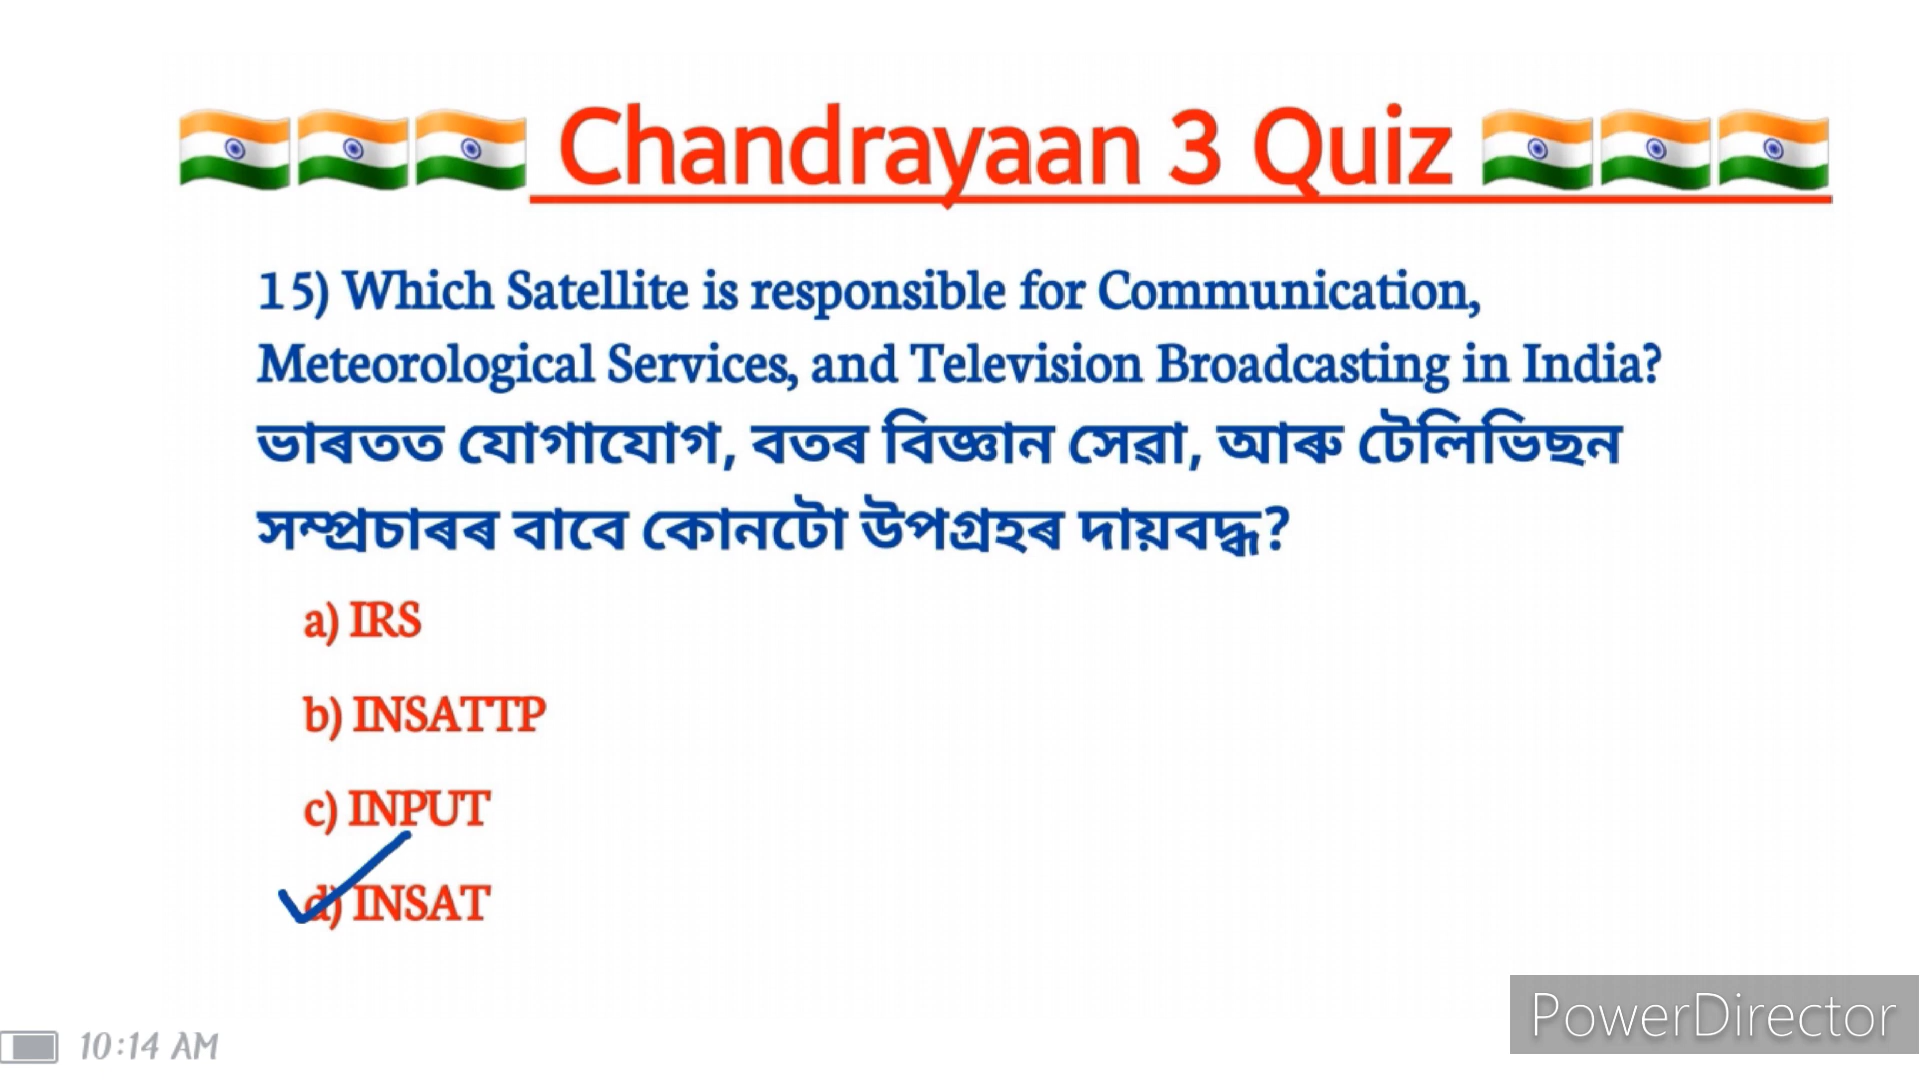 Chandrayaan 3 Quiz
15) Which Satellite is responsible for Communication,
Meteorological Services, and Television Broadcasting in India?
ভাৰতত যোগাযোগ, বতৰ বিজ্ঞান সেৱা, আৰু টেলিভিছন
সম্প্ৰচাৰৰ বাবে কোনটো উপগ্ৰহৰ দায়বদ্ধ?
a) IRS
b) INSATTP
c) INPUT
d) INSAT
PowerDirector
10:14 AM